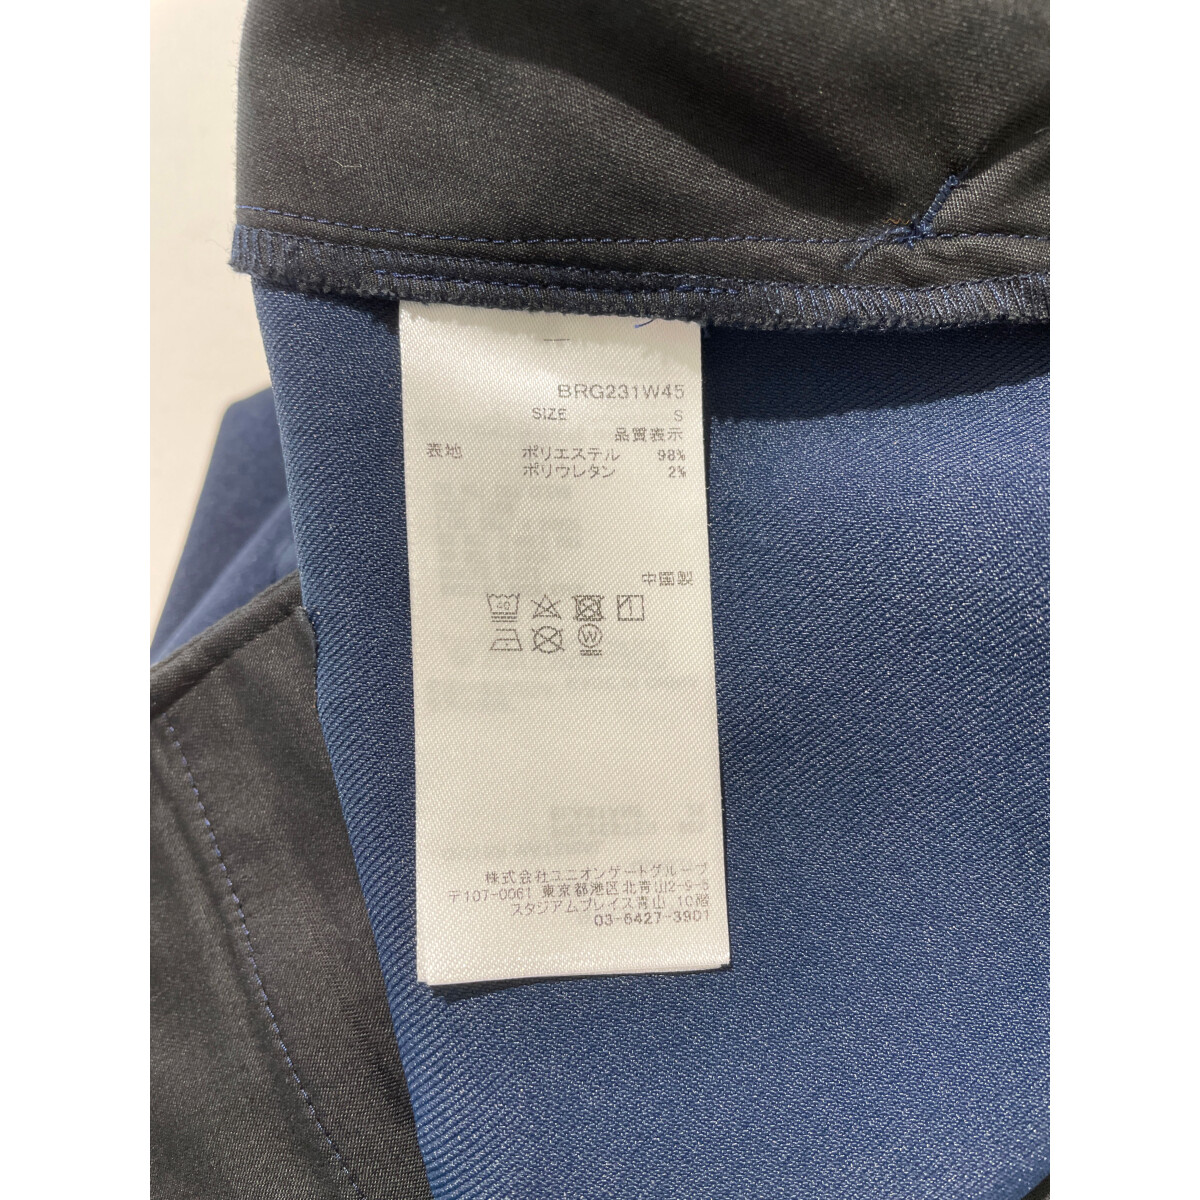 BRG231W45
SIZE S
品質表示
表地 ポリエステル 98%
ポリウレタン 2%
中国製
40
W
株式会社ユニオンゲートグループ
〒107-0061 東京都港区北青山2-9-5
スタジアムプレイス青山 10階
03-6427-3901